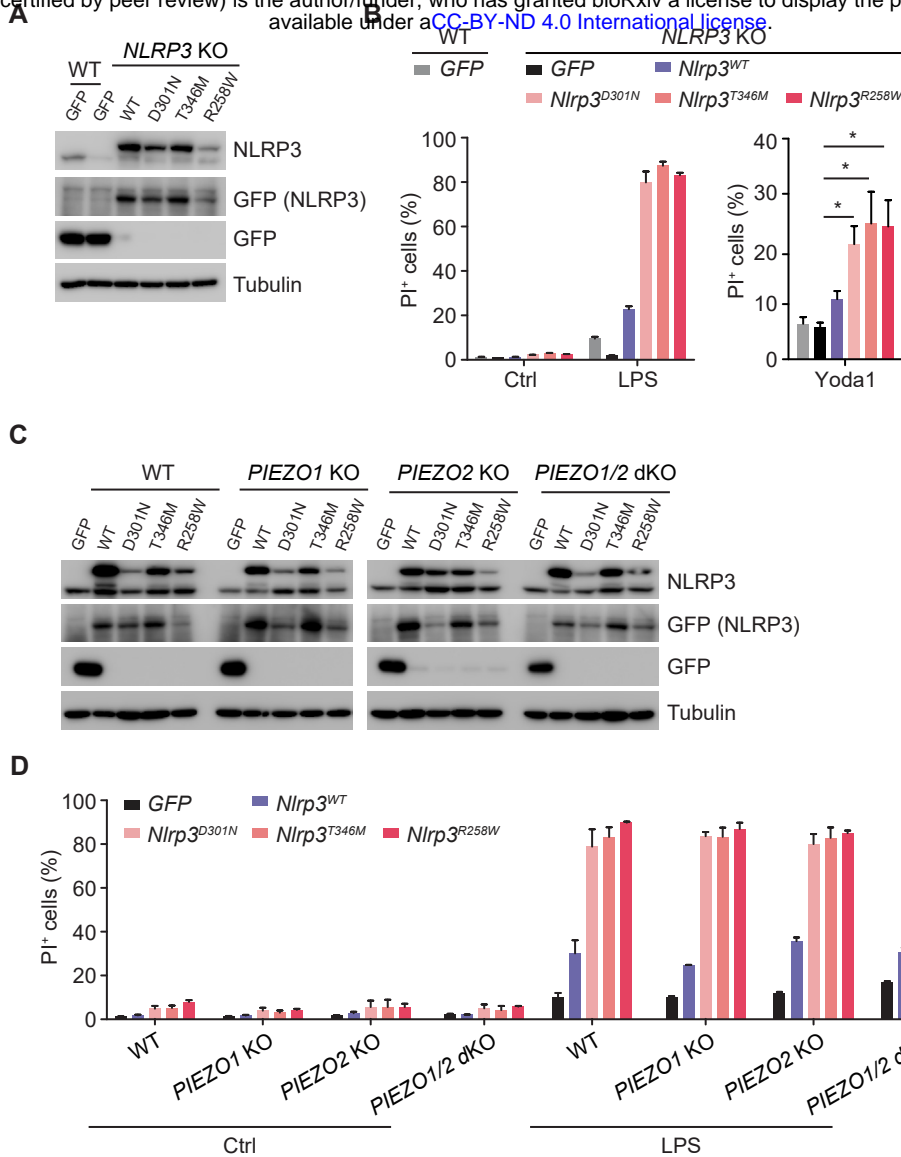 certified by peer review) is the author/funder, who has granted bioRxiv a license to display the p
available under aCC-BY-ND 4.0 International license.
A
NLRP3 KO
WT
GFP GFP WT D301N T346M R258W
NLRP3
GFP (NLRP3)
GFP
Tubulin
B
WT NLRP3 KO
GFP GFP Nlrp3WT
Nlrp3D301N Nlrp3T346M Nlrp3R258W
PI+ cells (%)
100
80
60
40
20
0
Ctrl LPS
PI+ cells (%)
40
30
20
10
0
* 
*
*
Yoda1
C
WT PIEZO1 KO PIEZO2 KO PIEZO1/2 dKO
GFP WT D301N T346M R258W GFP WT D301N T346M R258W GFP WT D301N T346M R258W GFP WT D301N T346M R258W
NLRP3
GFP (NLRP3)
GFP
Tubulin
D
GFP Nlrp3WT
Nlrp3D301N Nlrp3T346M Nlrp3R258W
PI+ cells (%)
100
80
60
40
20
0
WT PIEZO1 KO PIEZO2 KO PIEZO1/2 dKO WT PIEZO1 KO PIEZO2 KO PIEZO1/2 d
Ctrl LPS